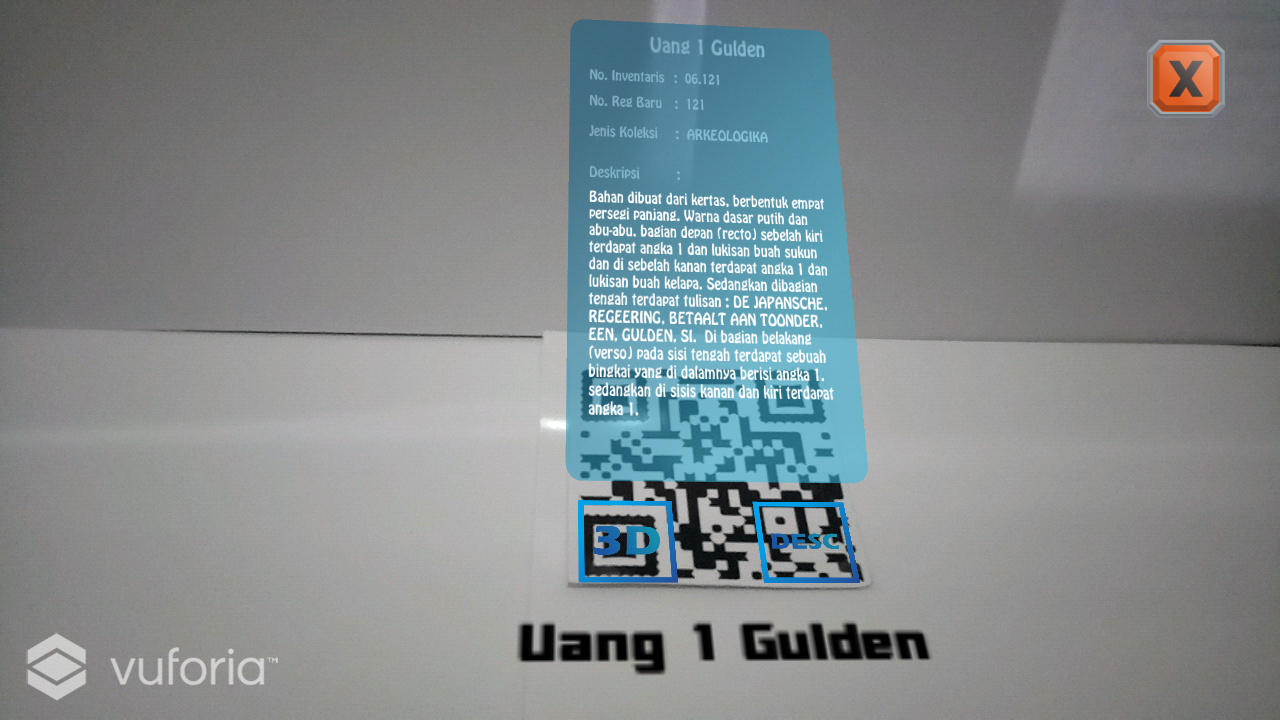 Uang 1 Gulden
No. Inventaris : 06.121
No. Reg Baru : 121
Jenis Koleksi : ARKEOLOGIKA
Deskripsi :
Bahan dibuat dari kertas, berbentuk empat
persegi panjang. Warna dasar putih dan
abu-abu. bagian depan (recto) sebelah kiri
terdapat angka 1 dan lukisan buah sukun
dan di sebelah kanan terdapat angka 1 dan
lukisan buah kelapa. Sedangkan dibagian
tengah terdapat tulisan : DE JAPANSCHE,
REGEERING, BETAALT AAN TOONDER,
EEN, GULDEN, SI. Di bagian belakang
(verso) pada sisi tengah terdapat sebuah
bingkai yang di dalamnya berisi angka 1,
sedangkan di sisis kanan dan kiri terdapat
angka 1.
3D DESC
Uang 1 Gulden
X
vuforia™